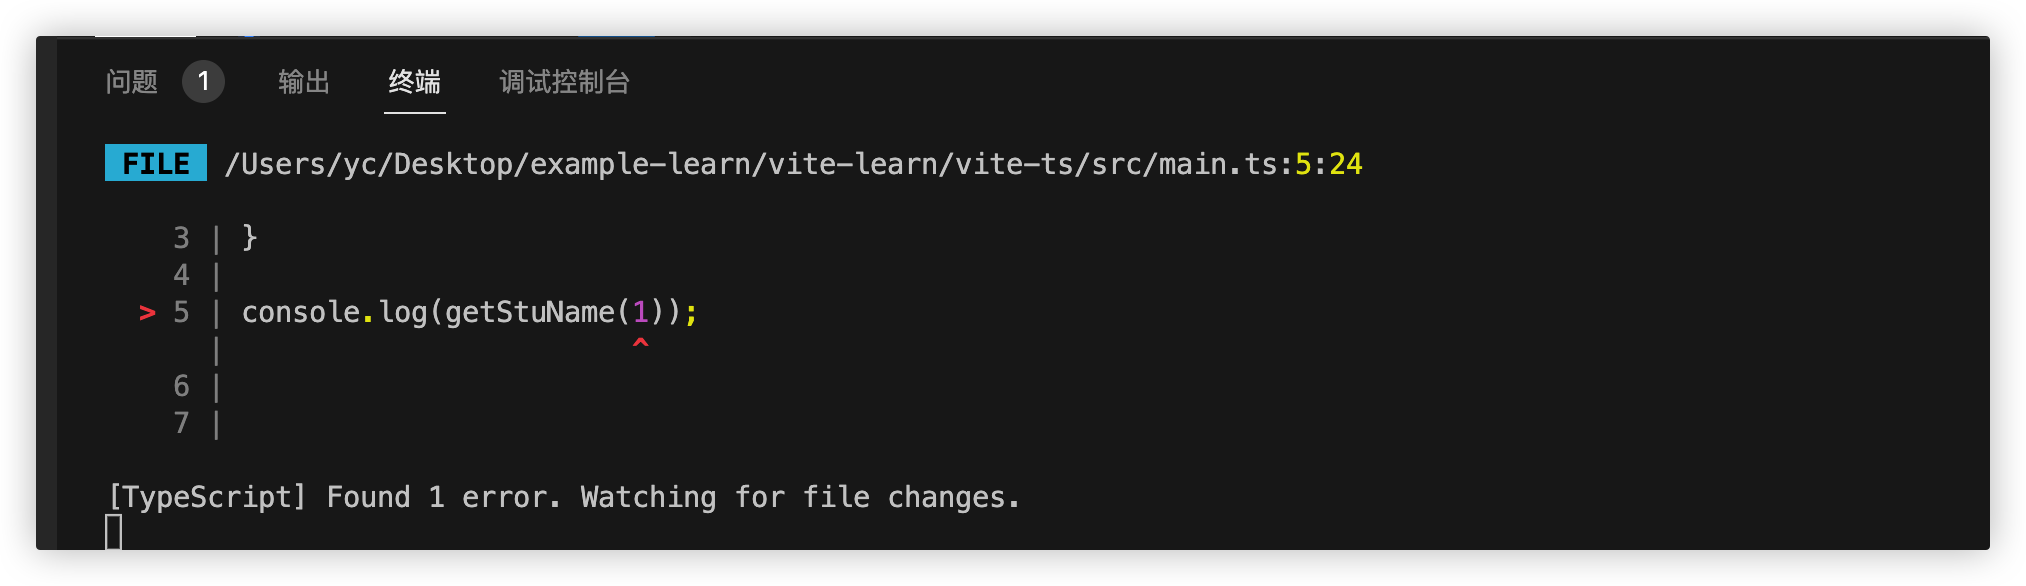 问题 1 输出 终端 调试控制台
FILE /Users/yc/Desktop/example-learn/vite-learn/vite-ts/src/main.ts:5:24
3 | }
4 |
> 5 | console.log(getStuName(1));
| ^
6 |
7 |
[TypeScript] Found 1 error. Watching for file changes.